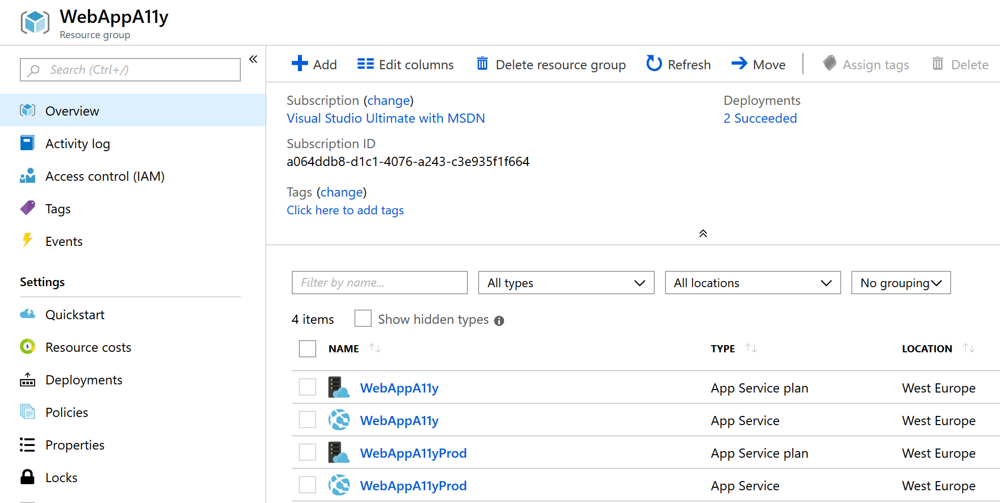 WebAppA11y
Resource group
Search (Ctrl+/)
Overview
Activity log
Access control (IAM)
Tags
Events
Settings
Quickstart
Resource costs
Deployments
Policies
Properties
Locks
Add Edit columns Delete resource group Refresh Move Assign tags Delete
Subscription (change)
Visual Studio Ultimate with MSDN
Deployments
2 Succeeded
Subscription ID
a064ddb8-d1c1-4076-a243-c3e935f1f664
Tags (change)
Click here to add tags
Filter by name... All types All locations No grouping
4 items Show hidden types
NAME TYPE LOCATION
WebAppA11y App Service plan West Europe
WebAppA11y App Service West Europe
WebAppA11yProd App Service plan West Europe
WebAppA11yProd App Service West Europe